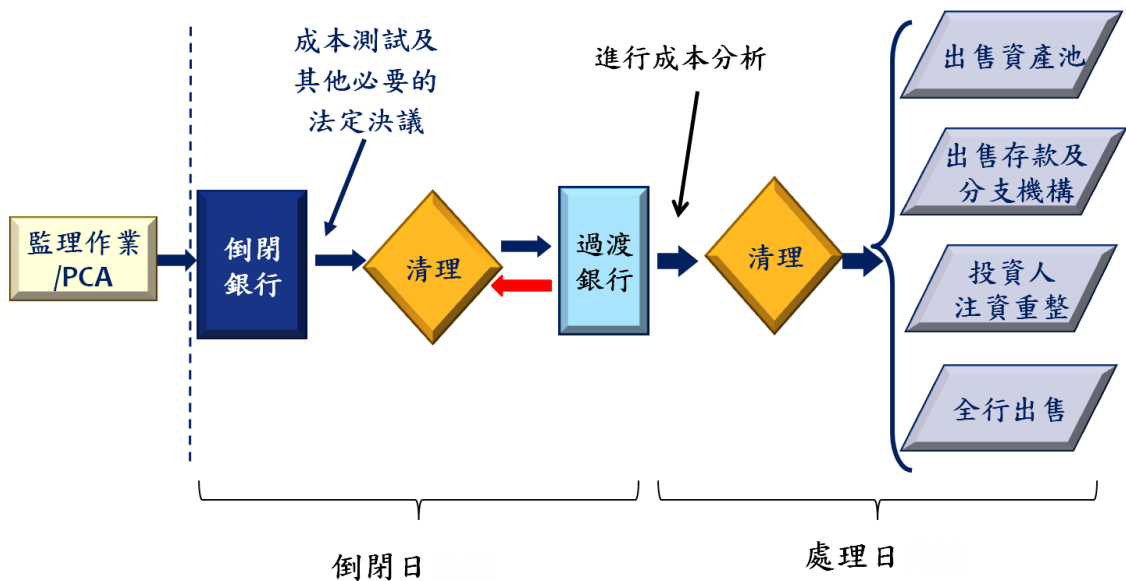 成本測試及
其他必要的
法定決議
進行成本分析
監理作業
/PCA
倒閉
銀行
清理
過渡
銀行
清理
出售資產池
出售存款及
分支機構
投資人
注資重整
全行出售
倒閉日
處理日